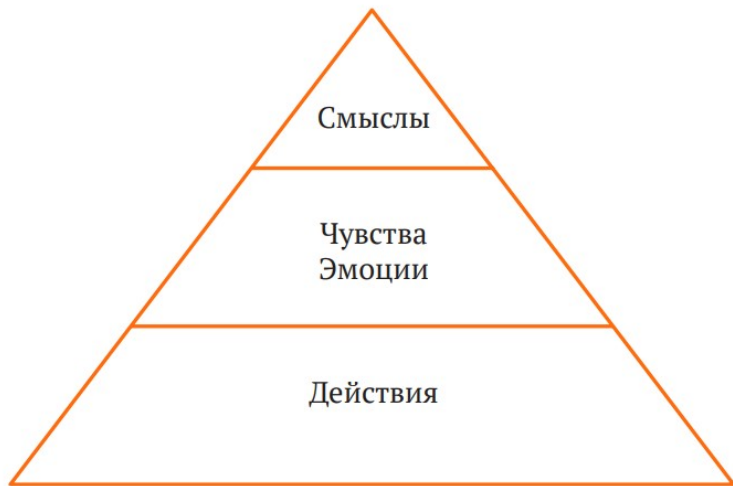 Смыслы
Чувства
Эмоции
Действия